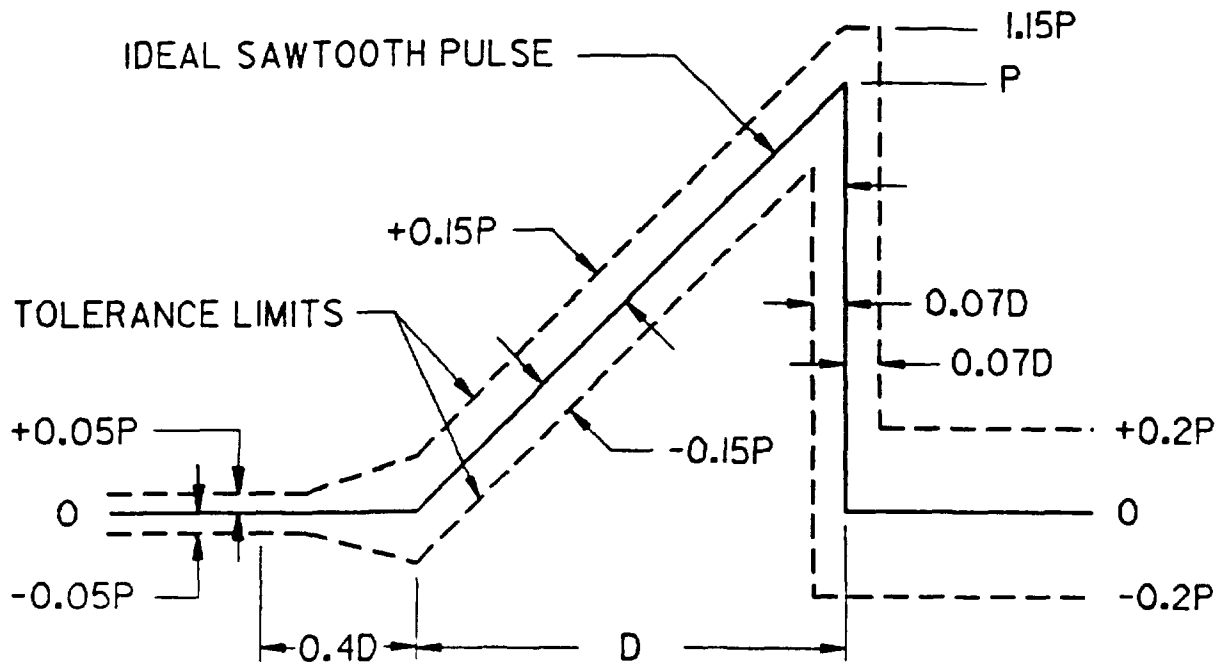 1.15P
IDEAL SAWTOOTH PULSE
P
+0.15P
TOLERANCE LIMITS
0.07D
0.07D
+0.05P
-0.15P
+0.2P
0
0
-0.05P
-0.2P
0.4D
D